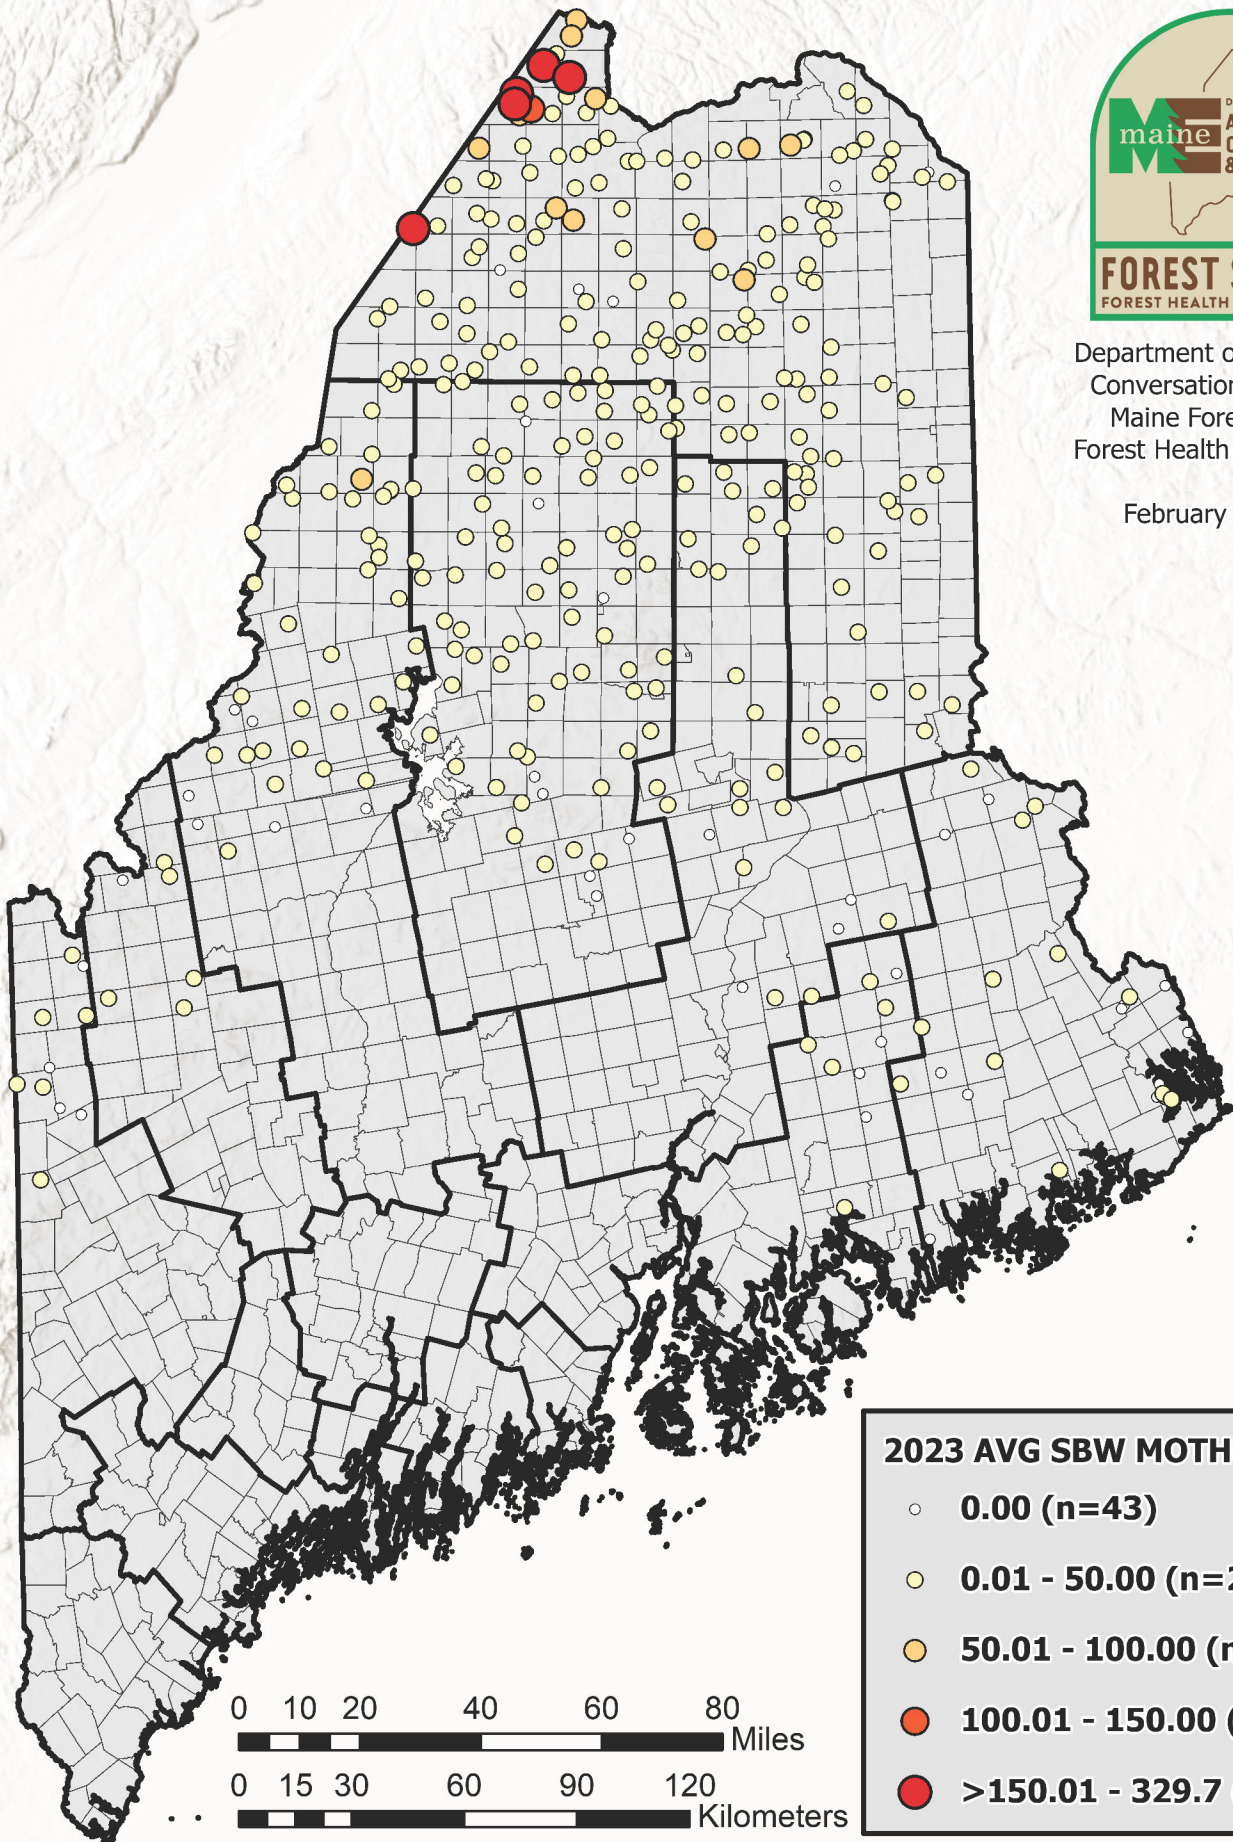 maine
FOREST
FOREST HEALTH
Department
Conversation
Maine
Forest Health
February
2023 AVG SBW MOTH
0.00 (n=43)
0.01 - 50.00 (n=2
50.01 - 100.00 (n
100.01 - 150.00 (
>150.01 - 329.7
0 10 20 40 60 80
Miles
0 15 30 60 90 120
Kilometers